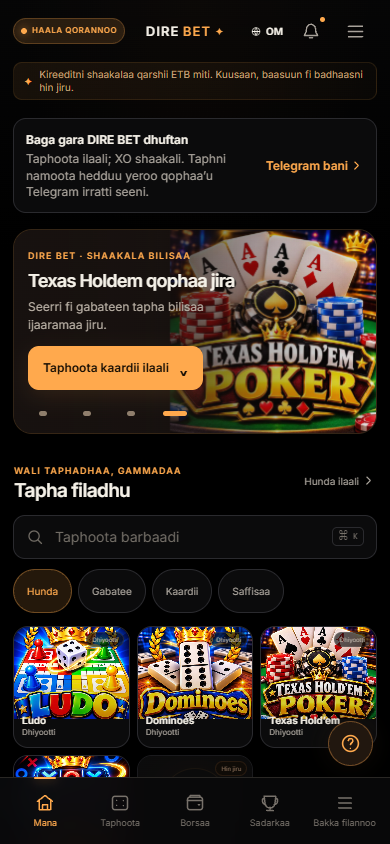 HAALA QORANNOO
DIRE BET
OM
Kireeditni shaakalaa qarshii ETB miti. Kuusaan, baasuun fi badhaasni
hin jiru.
Baga gara DIRE BET dhuftan
Taphoota ilaali; XO shaakali. Taphni
namoota hedduu yeroo qophaa'u
Telegram irratti seeni.
Telegram bani
DIRE BET · SHAAKALA BILISAA
Texas Holdem qophaa jira
Seerri fi gabateen tapha bilisaa
ijaaramaa jiru.
Taphoota kaardii ilaali
TEXAS HOLD'EM
POKER
WALI TAPHADHAA, GAMMADAA
Tapha filadhu
Hunda ilaali
Taphoota barbaadi
⌘ K
Hunda
Gabatee
Kaardii
Saffisaa
Dhiyootti
LUDO
Ludo
Dhiyootti
Dhiyootti
Dominoes
Dominoes
Dhiyootti
Dhiyootti
TEXAS HOLD'EM
POKER
Texas Hold'em
Dhiyootti
Hin jiru
Mana
Taphoota
Borsaa
Sadarkaa
Bakka filannoo